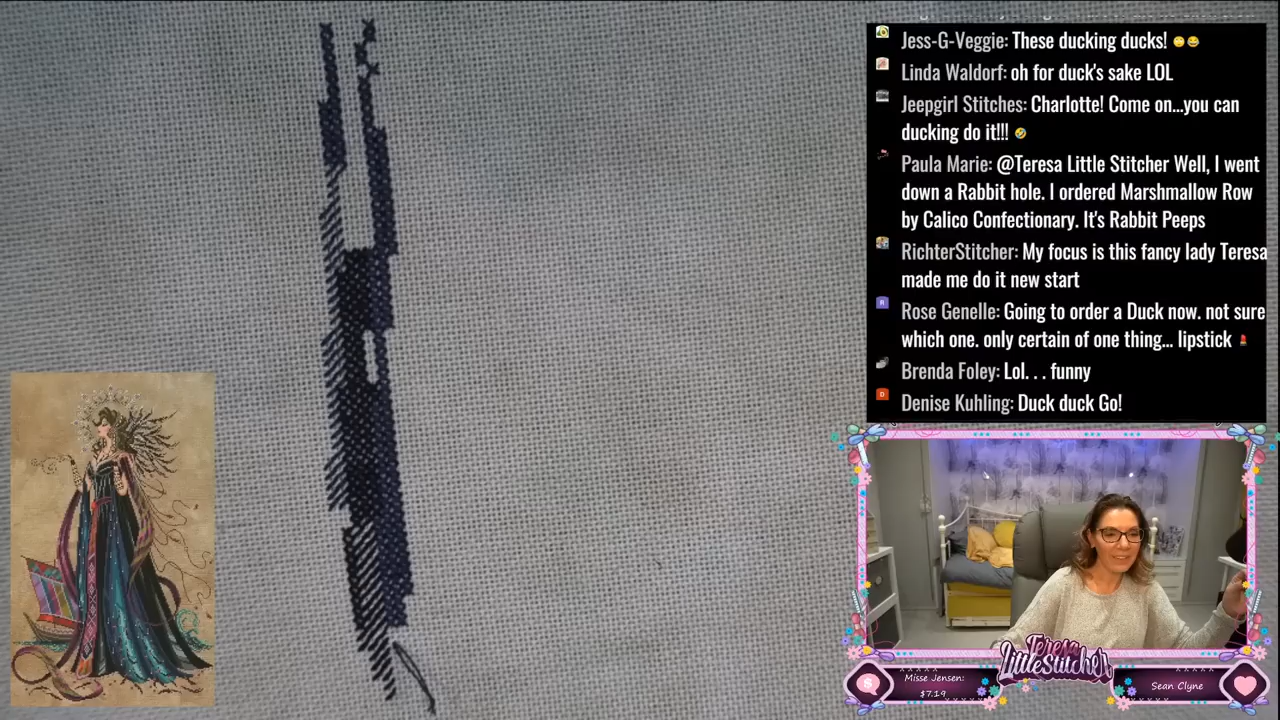 Jess-G-Veggie: These ducking ducks! 🙄😂
Linda Waldorf: oh for duck's sake LOL
Jeepgirl Stitches: Charlotte! Come on...you can
ducking do it!!! 🤣
Paula Marie: @Teresa Little Stitcher Well, I went
down a Rabbit hole. I ordered Marshmallow Row
by Calico Confectionary. It's Rabbit Peeps
RichterStitcher: My focus is this fancy lady Teresa
made me do it new start
Rose Genelle: Going to order a Duck now. not sure
which one. only certain of one thing... lipstick 💄
Brenda Foley: Lol. . . funny
Denise Kuhling: Duck duck Go!
Teresa
LittleStitcher
Misse Jensen:
$7.19
Sean Clyne